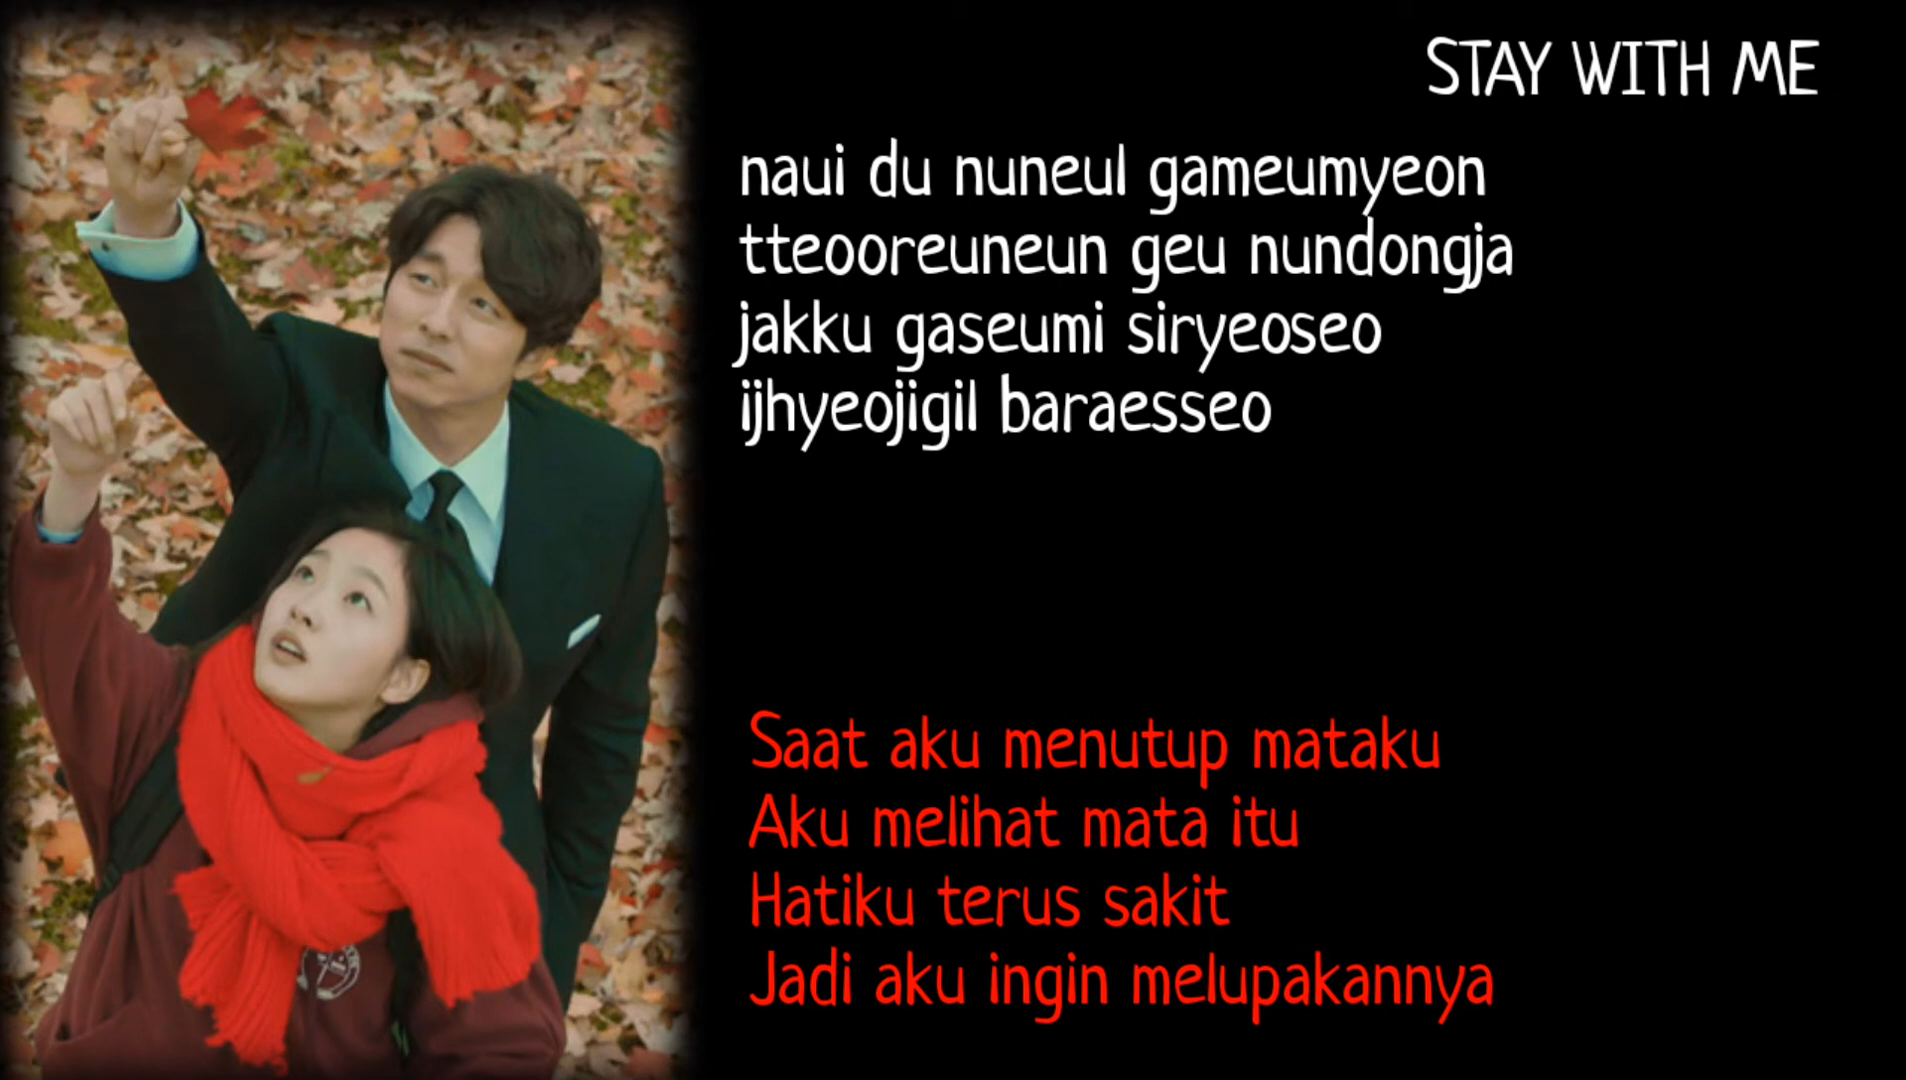 STAY WITH ME
naui du nuneul gameumyeon
tteooreuneun geu nundongja
jakku gaseumi siryeoseo
ijhyeojigil baraesseo
Saat aku menutup mataku
Aku melihat mata itu
Hatiku terus sakit
Jadi aku ingin melupakannya